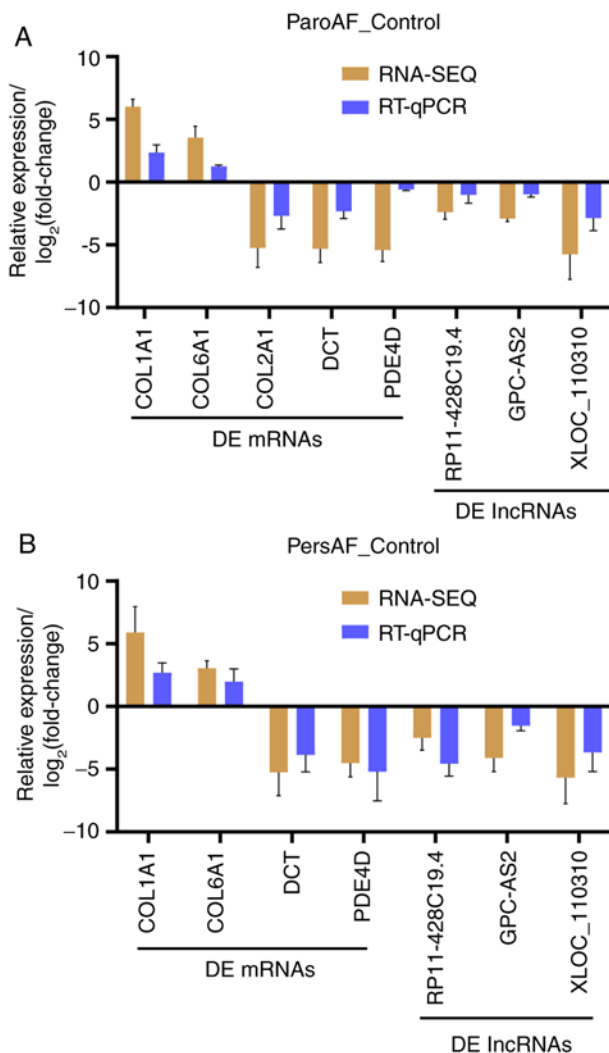 A
ParoAF_Control
Relative expression/
log₂(fold-change)
10
5
0
−5
−10
RNA-SEQ
RT-qPCR
COL1A1
COL6A1
COL2A1
DCT
PDE4D
RP11-428C19.4
GPC-AS2
XLOC_110310
DE mRNAs
DE lncRNAs
B
PersAF_Control
Relative expression/
log₂(fold-change)
10
5
0
−5
−10
RNA-SEQ
RT-qPCR
COL1A1
COL6A1
DCT
PDE4D
RP11-428C19.4
GPC-AS2
XLOC_110310
DE mRNAs
DE lncRNAs